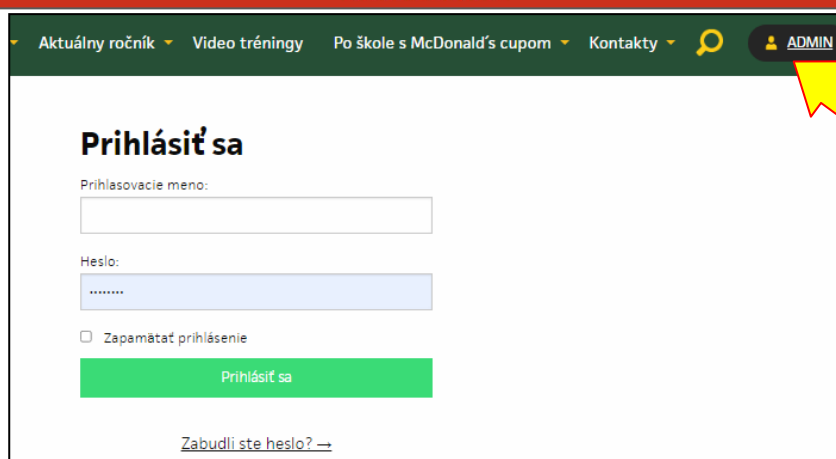 Aktuálny ročník Video tréningy Po škole s McDonald´s cupom Kontakty ADMIN
Prihlásiť sa
Prihlasovacie meno:
Heslo:
Zapamätať prihlásenie
Prihlásiť sa
Zabudli ste heslo? →